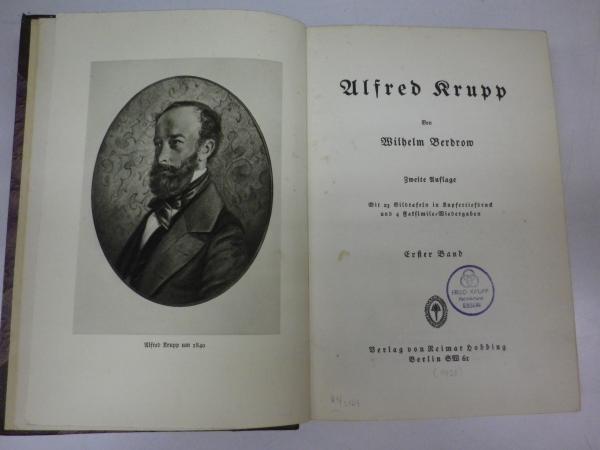 Alfred Krupp um 1840
Alfred Krupp
Von
Wilhelm Berdrow
Zweite Auflage
Mit 25 Bildtafeln in Kupfertiefdruck
und 4 Faksimile-Wiedergaben
Erster Band
FRIED. KRUPP
ESSEN
Verlag von Reimar Hobbing
Berlin SW 61